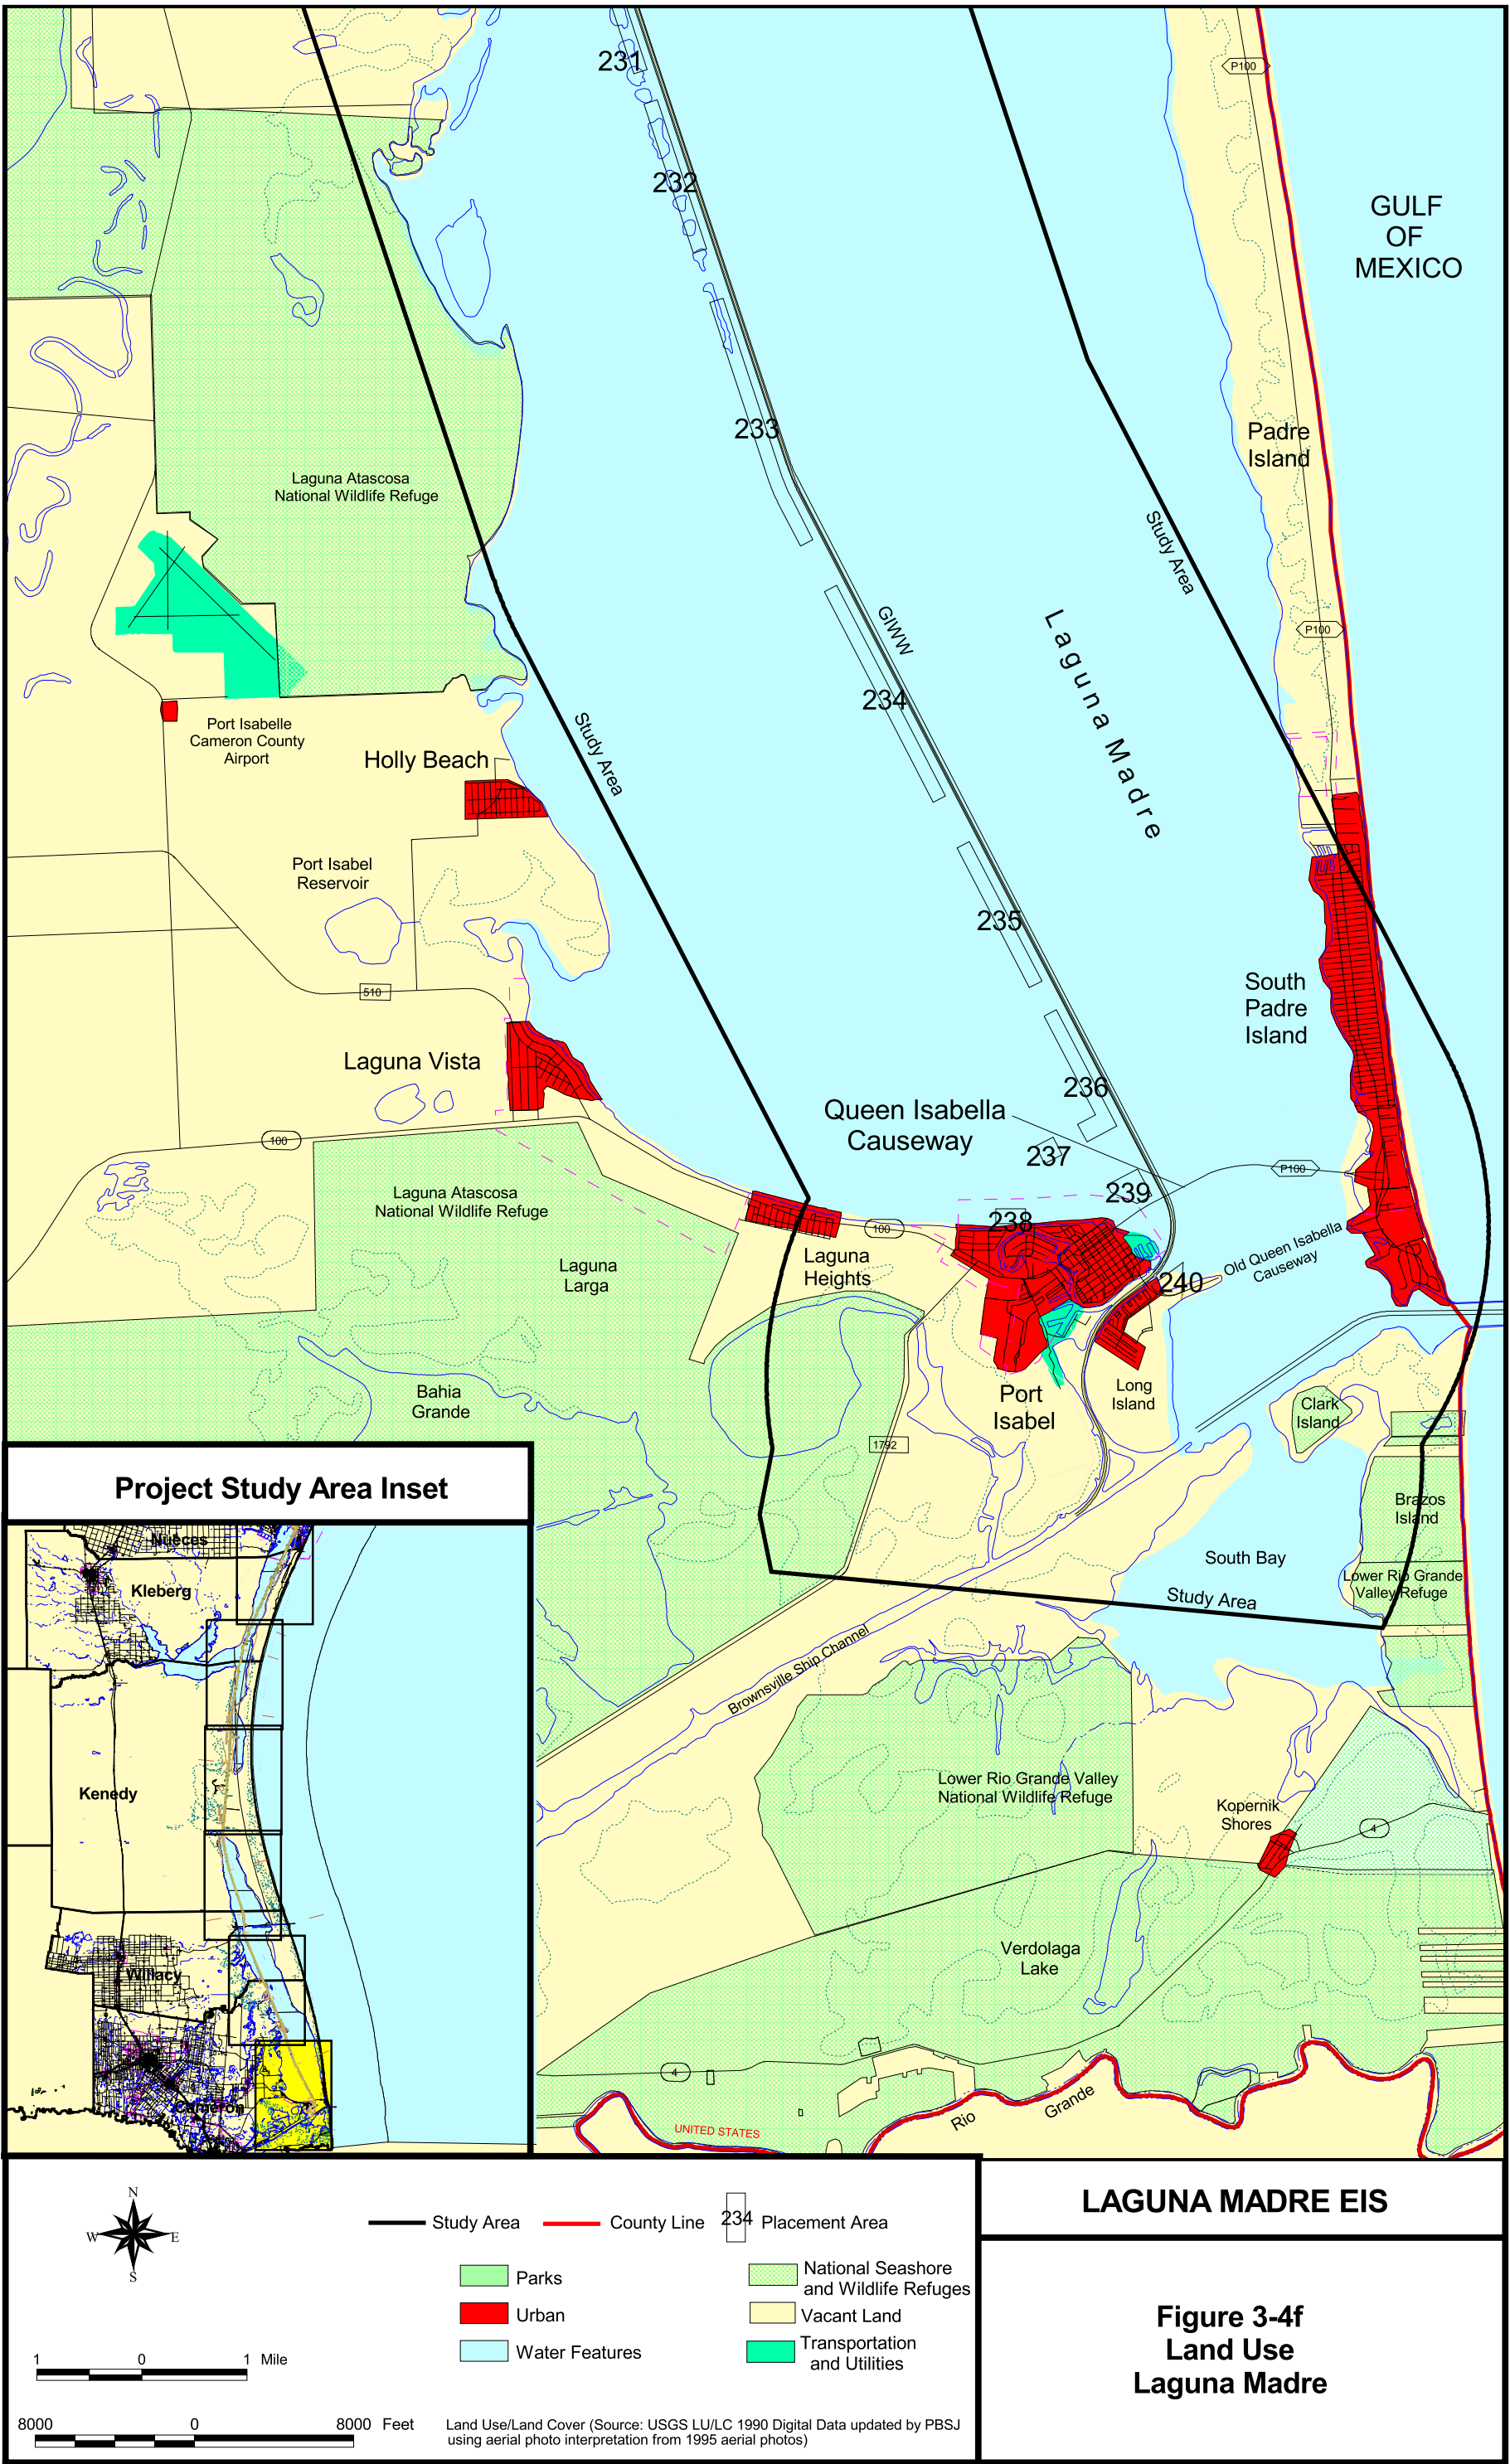 231
P100
232
GULF
OF
MEXICO
233
Padre
Island
Laguna Atascosa
National Wildlife Refuge
Study Area
GIWW
P100
Laguna Madre
234
Port Isabelle
Cameron County
Airport
Study Area
Holly Beach
Port Isabel
Reservoir
235
510
South
Padre
Island
Laguna Vista
236
Queen Isabella
Causeway
100
237
P100
239
Laguna Atascosa
National Wildlife Refuge
238
100
Old Queen Isabella
Causeway
Laguna
Heights
Laguna
Larga
240
Bahia
Grande
Port
Isabel
Long
Island
Clark
Island
1792
Brazos
Island
South Bay
Lower Rio Grande
Valley Refuge
Study Area
Brownsville Ship Channel
Lower Rio Grande Valley
National Wildlife Refuge
Kopernik
Shores
4
Verdolaga
Lake
4
UNITED STATES
Rio
Grande
Project Study Area Inset
Nueces
Kleberg
Kenedy
Willacy
Cameron
N
W
E
S
Study Area
County Line
234
Placement Area
Parks
National Seashore
and Wildlife Refuges
Urban
Vacant Land
Water Features
Transportation
and Utilities
1
0
1 Mile
8000
0
8000 Feet
Land Use/Land Cover (Source: USGS LU/LC 1990 Digital Data updated by PBSJ
using aerial photo interpretation from 1995 aerial photos)
LAGUNA MADRE EIS
Figure 3-4f
Land Use
Laguna Madre